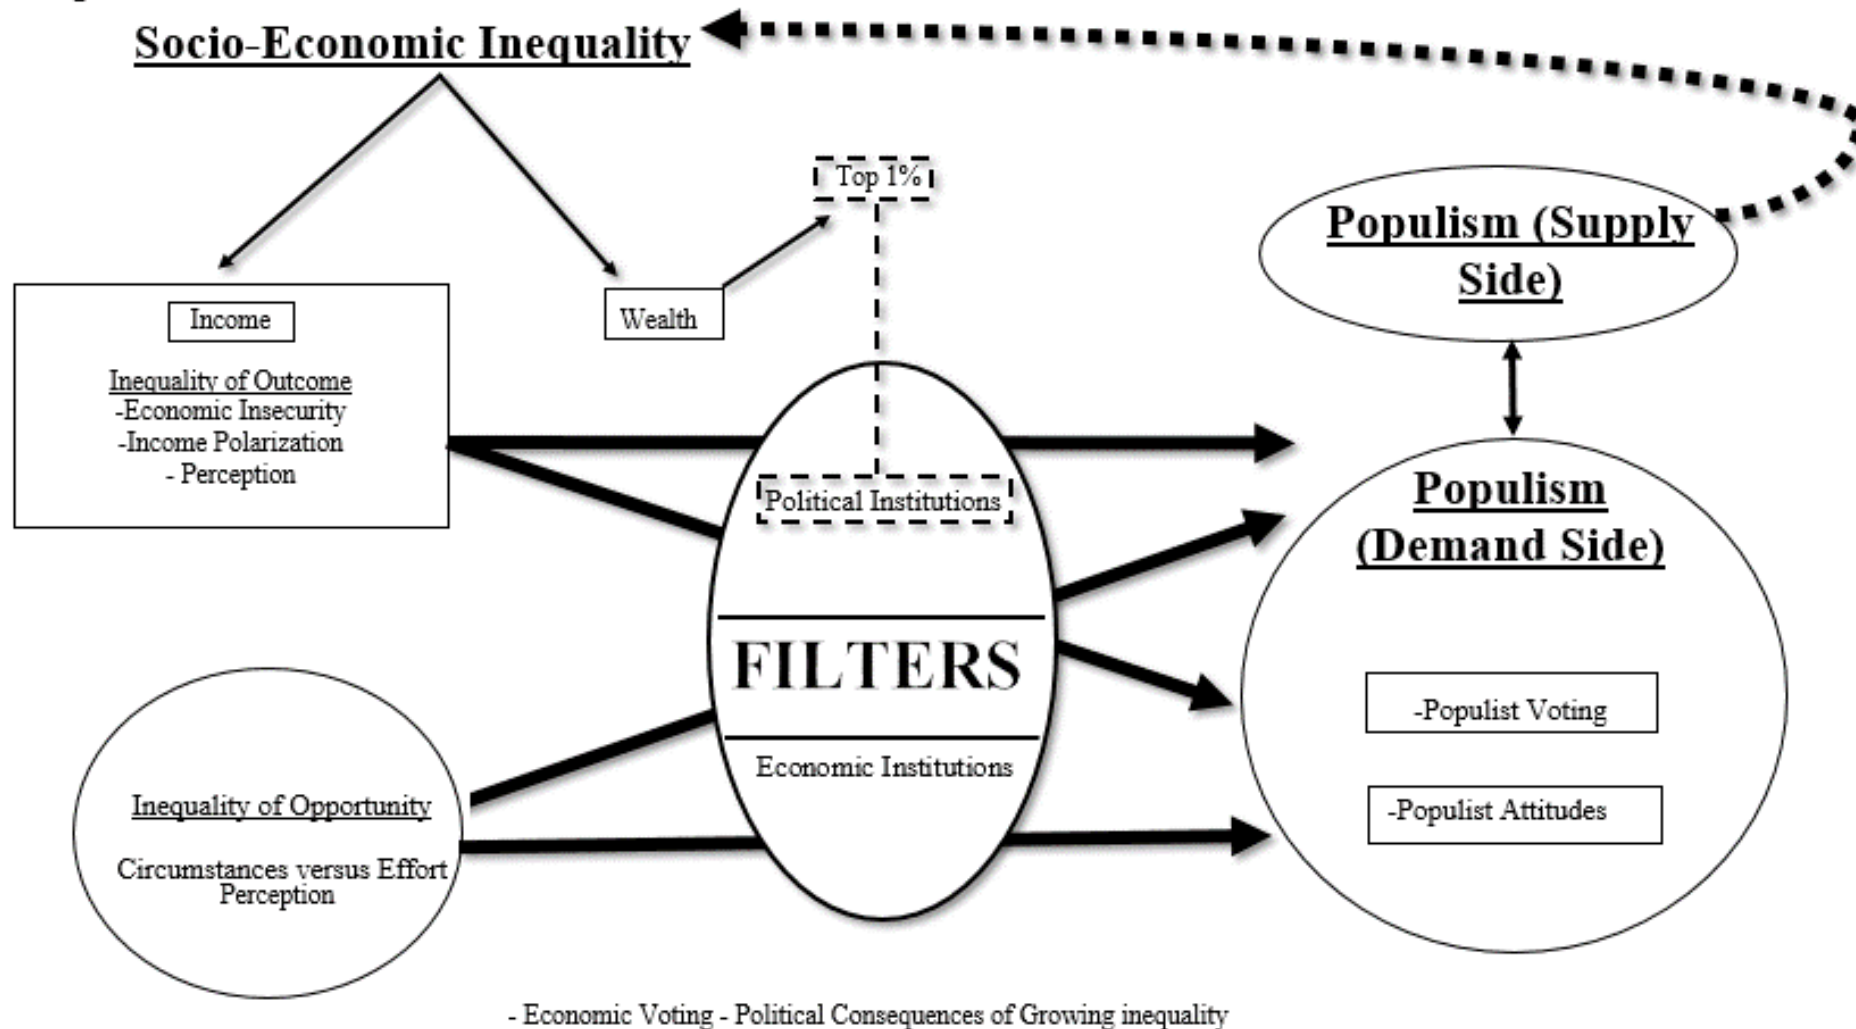 Socio-Economic Inequality
Top 1%
Populism (Supply
Side)
Income
Wealth
Inequality of Outcome
-Economic Insecurity
-Income Polarization
- Perception
Political Institutions
Populism
(Demand Side)
FILTERS
-Populist Voting
Economic Institutions
-Populist Attitudes
Inequality of Opportunity
Circumstances versus Effort
Perception
- Economic Voting - Political Consequences of Growing inequality